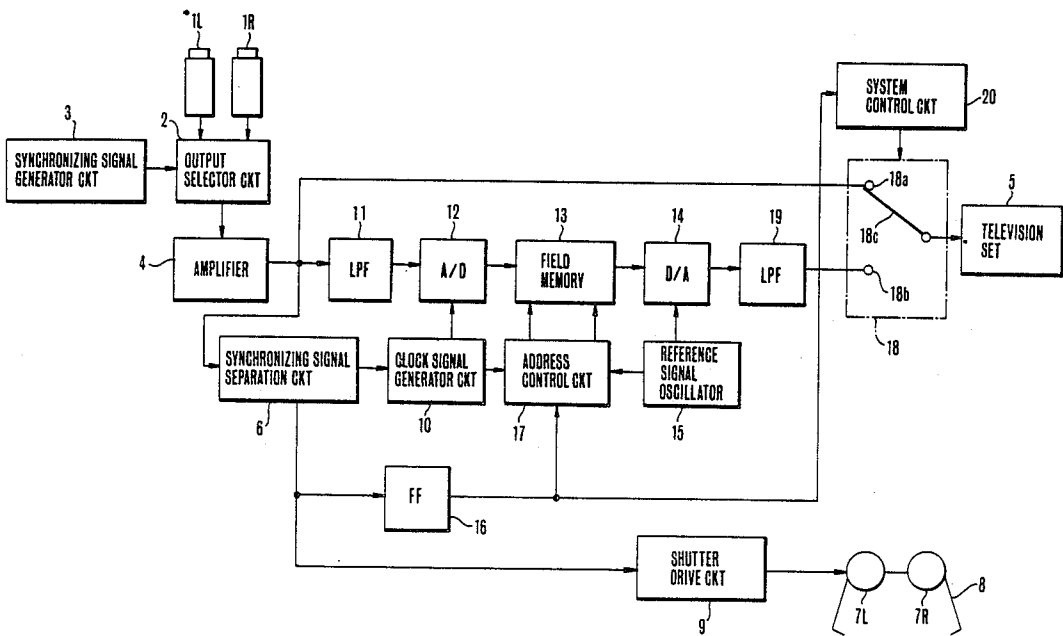 1L
1R
3
2
SYNCHRONIZING SIGNAL
GENERATOR CKT
OUTPUT
SELECTOR CKT
SYSTEM
CONTROL CKT
20
4
AMPLIFIER
11
LPF
12
A/D
13
FIELD
MEMORY
14
D/A
19
LPF
18a
18c
18b
18
5
TELEVISION
SET
SYNCHRONIZING SIGNAL
SEPARATION CKT
6
CLOCK SIGNAL
GENERATOR CKT
10
ADDRESS
CONTROL CKT
17
REFERENCE
SIGNAL
OSCILLATOR
15
FF
16
SHUTTER
DRIVE CKT
9
7L
7R
8